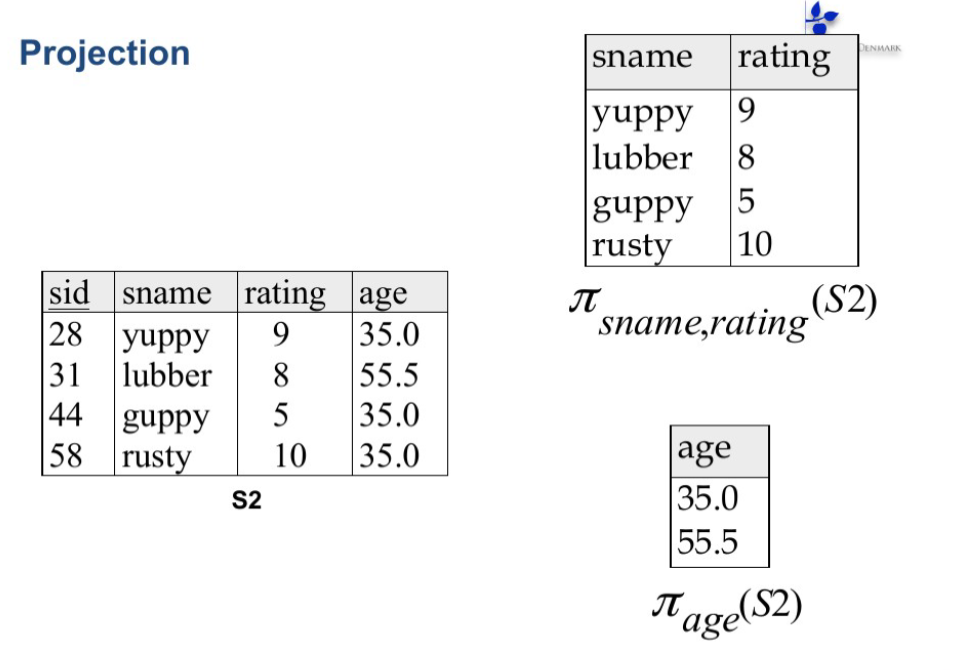 Projection
DENMARK
sname rating
yuppy 9
lubber 8
guppy 5
rusty 10
π sname,rating (S2)
sid sname rating age
28 yuppy 9 35.0
31 lubber 8 55.5
44 guppy 5 35.0
58 rusty 10 35.0
S2
age
35.0
55.5
π age (S2)